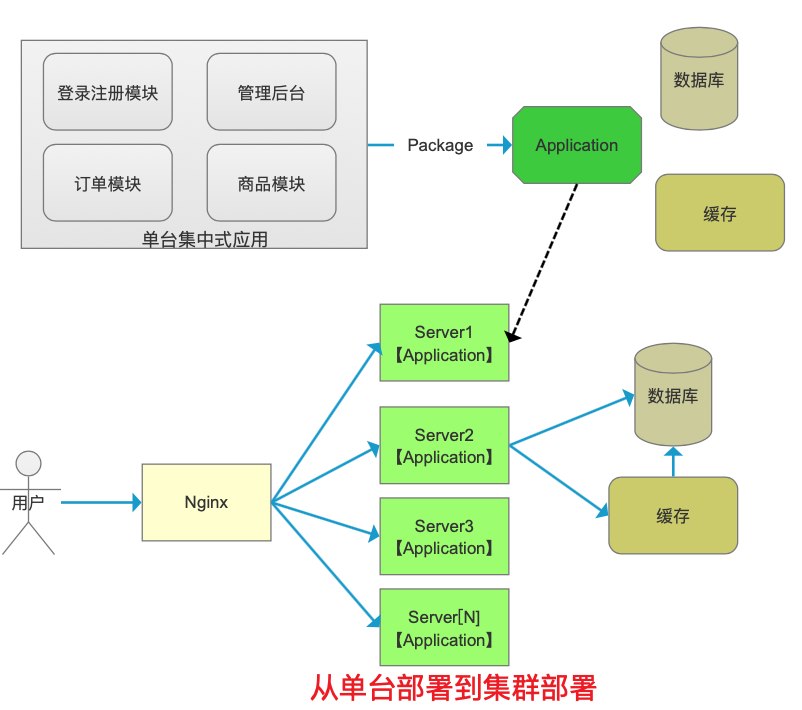 登录注册模块
管理后台
订单模块
商品模块
单台集中式应用
Package
Application
数据库
缓存
Server1
【Application】
Server2
【Application】
Server3
【Application】
Server[N]
【Application】
用户
Nginx
数据库
缓存
从单台部署到集群部署